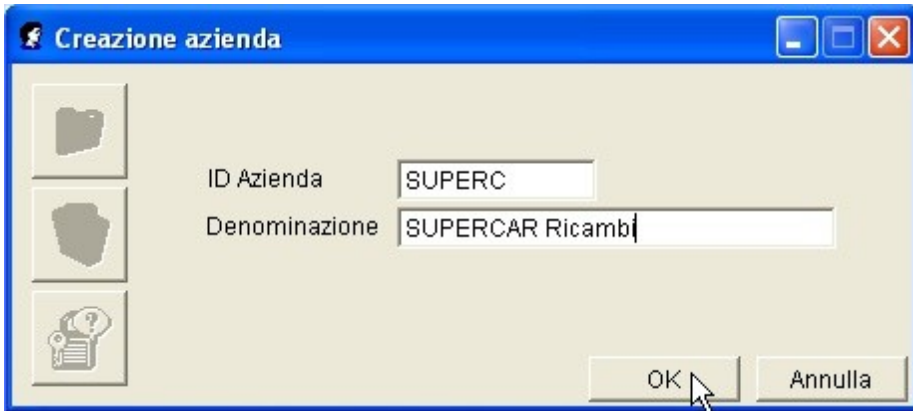 Creazione azienda
ID Azienda SUPERC
Denominazione SUPERCAR Ricambi
OK Annulla